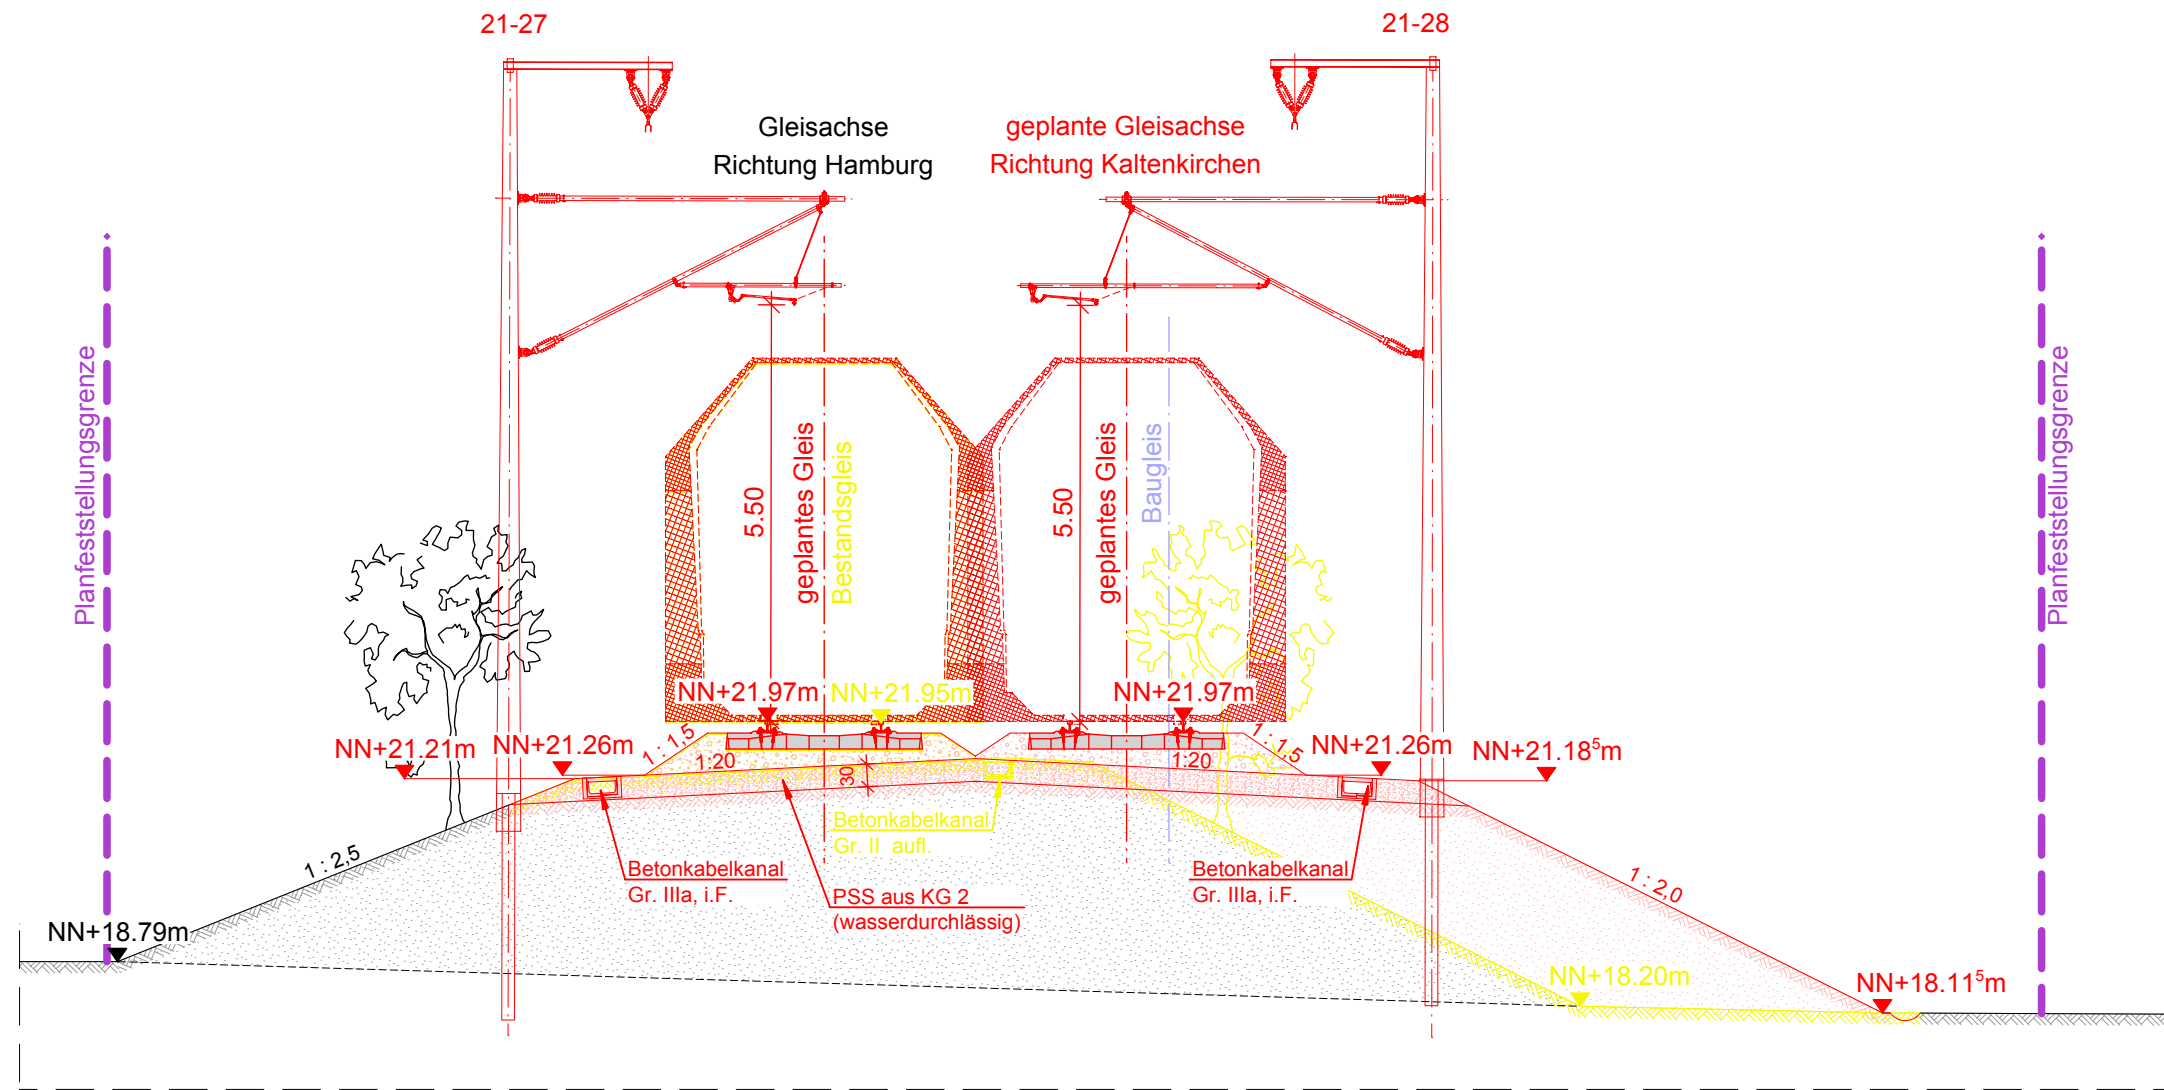 21-27
21-28
Gleisachse
Richtung Hamburg
geplante Gleisachse
Richtung Kaltenkirchen
Planfeststellungsgrenze
5.50
geplantes Gleis
Bestandsgleis
5.50
geplantes Gleis
Baugleis
Planfeststellungsgrenze
NN+21.97m
NN+21.95m
NN+21.97m
NN+21.21m
NN+21.26m
1 : 1,5
1:20
30
1:20
1 : 1,5
NN+21.26m
NN+21.18⁵m
Betonkabelkanal
Gr. II aufl.
1 : 2,5
Betonkabelkanal
Gr. IIIa, i.F.
PSS aus KG 2
(wasserdurchlässig)
Betonkabelkanal
Gr. IIIa, i.F.
1 : 2,0
NN+18.79m
NN+18.20m
NN+18.11⁵m